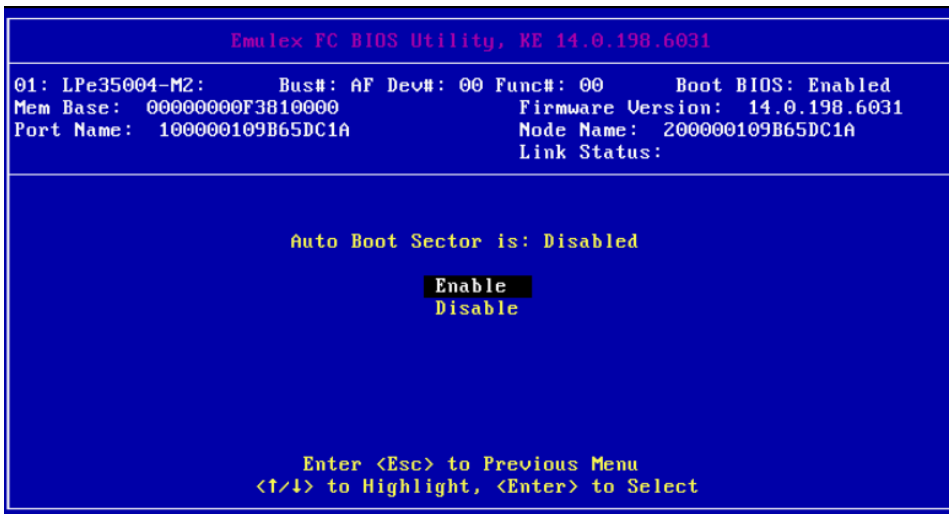 Emulex FC BIOS Utility, KE 14.0.198.6031
01: LPe35004-M2: Bus#: AF Dev#: 00 Func#: 00 Boot BIOS: Enabled
Mem Base: 00000000F3810000 Firmware Version: 14.0.198.6031
Port Name: 100000109B65DC1A Node Name: 200000109B65DC1A
Link Status:
Auto Boot Sector is: Disabled
Enable
Disable
Enter <Esc> to Previous Menu
<↑/↓> to Highlight, <Enter> to Select